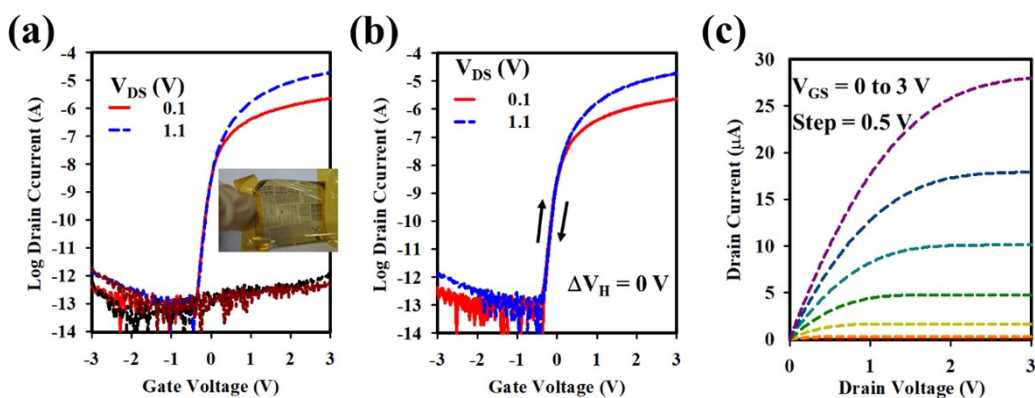 (a)
-4
-5
-6
-7
-8
-9
-10
-11
-12
-13
-14
Log Drain Ccurrent (A)
V_DS (V)
0.1
1.1
-3 -2 -1 0 1 2 3
Gate Voltage (V)
(b)
-4
-5
-6
-7
-8
-9
-10
-11
-12
-13
-14
Log Drain Ccurrent (A)
V_DS (V)
0.1
1.1
ΔV_H = 0 V
-3 -2 -1 0 1 2 3
Gate Voltage (V)
(c)
30
25
20
15
10
5
0
Drain Current (μA)
V_GS = 0 to 3 V
Step = 0.5 V
0 1 2 3
Drain Voltage (V)